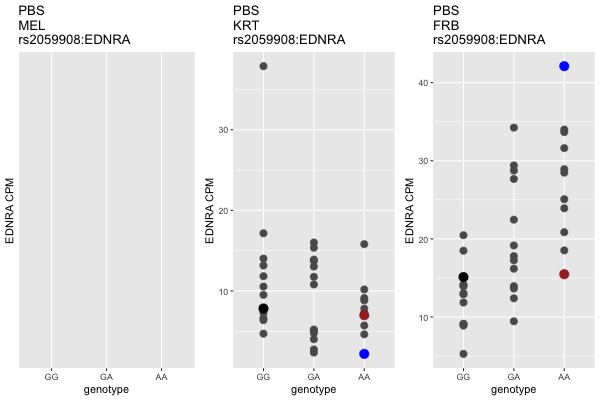 PBS
MEL
rs2059908:EDNRA
EDNRA CPM
GG GA AA
genotype
PBS
KRT
rs2059908:EDNRA
EDNRA CPM
30
20
10
GG GA AA
genotype
PBS
FRB
rs2059908:EDNRA
EDNRA CPM
40
30
20
10
GG GA AA
genotype